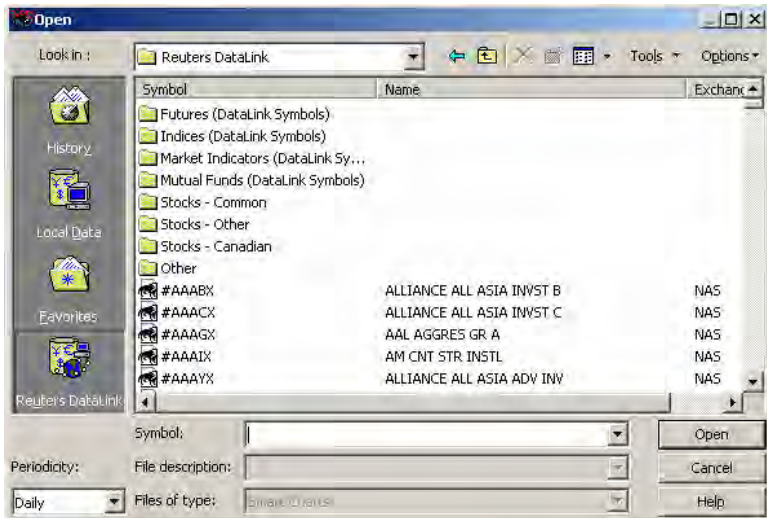 Open
Look in :
Reuters DataLink
Tools
Options
Symbol Name Exchang
Futures (DataLink Symbols)
Indices (DataLink Symbols)
Market Indicators (DataLink Sy...
Mutual Funds (DataLink Symbols)
Stocks - Common
Stocks - Other
Stocks - Canadian
Other
#AAABX ALLIANCE ALL ASIA INVST B NAS
#AAACX ALLIANCE ALL ASIA INVST C NAS
#AAAGX AAL AGGRES GR A NAS
#AAAIX AM CNT STR INSTL NAS
#AAAYX ALLIANCE ALL ASIA ADV INV NAS
History
Local Data
Favorites
Reuters DataLink
Symbol:
Open
Periodicity:
File description:
Cancel
Daily
Files of type:
Smart Charts
Help